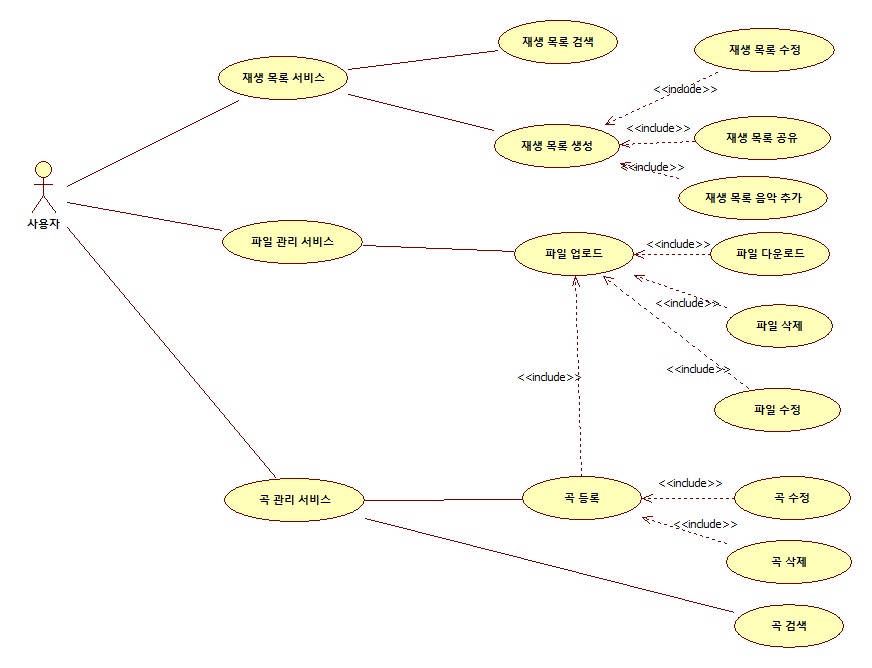 재생 목록 검색
재생 목록 수정
재생 목록 서비스
<<include>>
<<include>>
재생 목록 공유
재생 목록 생성
<<include>>
재생 목록 음악 추가
사용자
파일 관리 서비스
파일 업로드
<<include>>
파일 다운로드
<<include>>
파일 삭제
<<include>>
<<include>>
파일 수정
곡 관리 서비스
곡 등록
<<include>>
곡 수정
<<include>>
곡 삭제
곡 검색